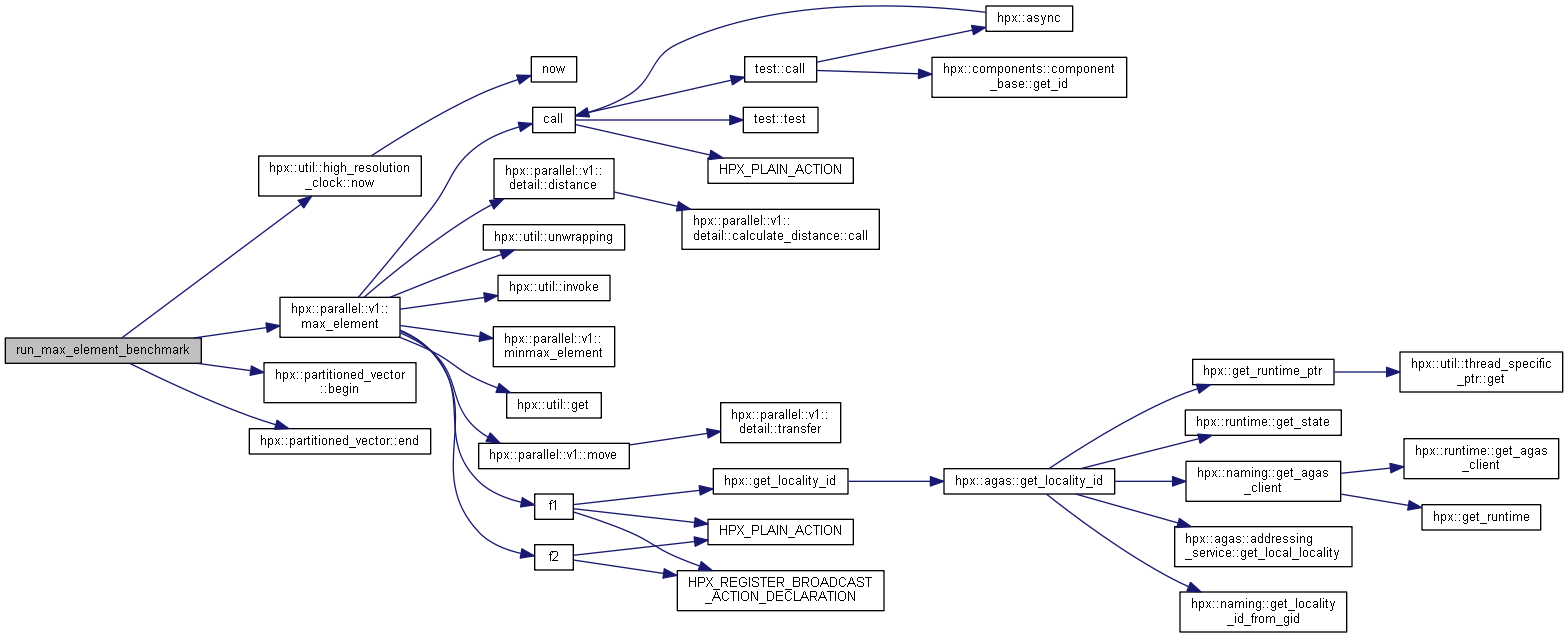 run_max_element_benchmark
hpx::util::high_resolution
_clock::now
now
hpx::parallel::v1::
max_element
hpx::partitioned_vector
::begin
hpx::partitioned_vector::end
call
hpx::parallel::v1::
detail::distance
hpx::util::unwrapping
hpx::util::invoke
hpx::parallel::v1::
minmax_element
hpx::util::get
hpx::parallel::v1::move
f1
f2
test::call
test::test
HPX_PLAIN_ACTION
hpx::parallel::v1::
detail::calculate_distance::call
hpx::parallel::v1::
detail::transfer
hpx::get_locality_id
HPX_PLAIN_ACTION
HPX_REGISTER_BROADCAST
_ACTION_DECLARATION
hpx::async
hpx::components::component
_base::get_id
hpx::agas::get_locality_id
hpx::get_runtime_ptr
hpx::runtime::get_state
hpx::naming::get_agas
_client
hpx::agas::addressing
_service::get_local_locality
hpx::naming::get_locality
_id_from_gid
hpx::util::thread_specific
_ptr::get
hpx::runtime::get_agas
_client
hpx::get_runtime